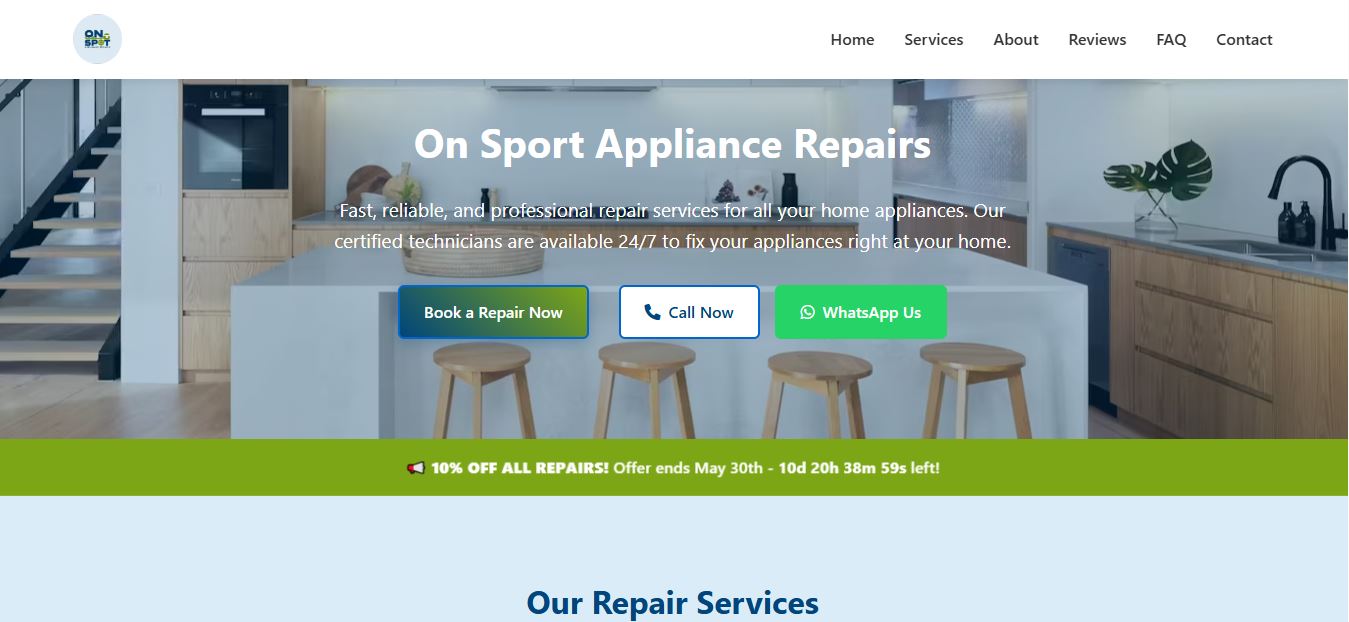 ON
SPOT
Home Services About Reviews FAQ Contact
On Sport Appliance Repairs
Fast, reliable, and professional repair services for all your home appliances. Our
certified technicians are available 24/7 to fix your appliances right at your home.
Book a Repair Now Call Now WhatsApp Us
10% OFF ALL REPAIRS! Offer ends May 30th - 10d 20h 38m 59s left!
Our Repair Services